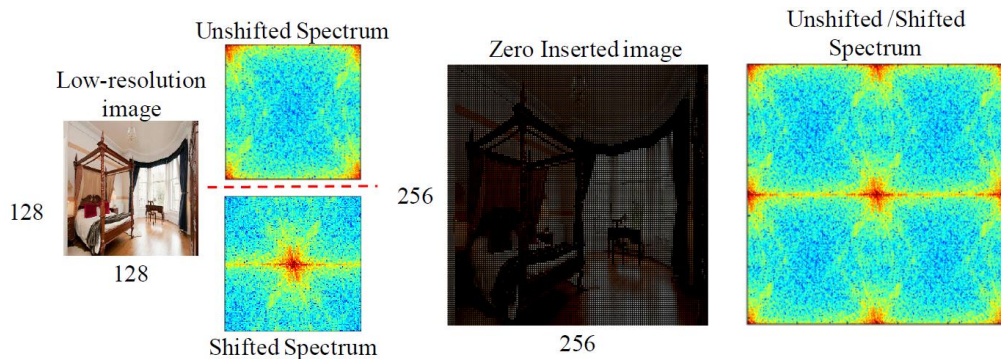 Unshifted Spectrum
Low-resolution
image
128
128
Shifted Spectrum
Zero Inserted image
256
256
Unshifted /Shifted
Spectrum